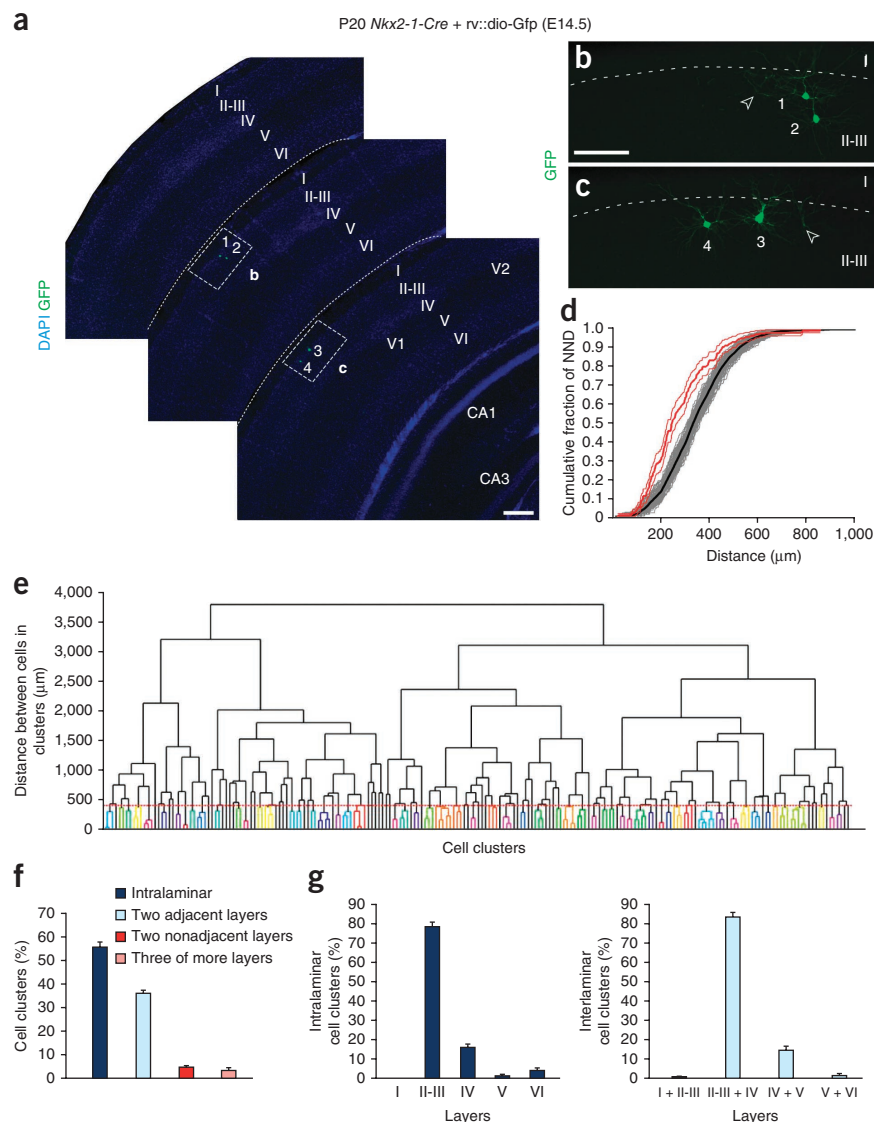 a
P20 Nkx2-1-Cre + rv::dio-Gfp (E14.5)
DAPI GFP
I
II-III
IV
V
VI
1 2
b
I
II-III
IV
V
VI
3
4
c
I
II-III
IV
V
VI
V1
V2
CA1
CA3
b
GFP
I
1
2
II-III
c
I
4
3
II-III
d
Cumulative fraction of NND
1.0
0.9
0.8
0.7
0.6
0.5
0.4
0.3
0.2
0.1
0
200 400 600 800 1,000
Distance (μm)
e
Distance between cells in
clusters (μm)
4,000
3,500
3,000
2,500
2,000
1,500
1,000
500
0
Cell clusters
f
Cell clusters (%)
70
60
50
40
30
20
10
0
Intralaminar
Two adjacent layers
Two nonadjacent layers
Three of more layers
g
Intralaminar
cell clusters (%)
90
80
70
60
50
40
30
20
10
0
I II-III IV V VI
Layers
Interlaminar
cell clusters (%)
90
80
70
60
50
40
30
20
10
0
I + II-III II-III + IV IV + V V + VI
Layers